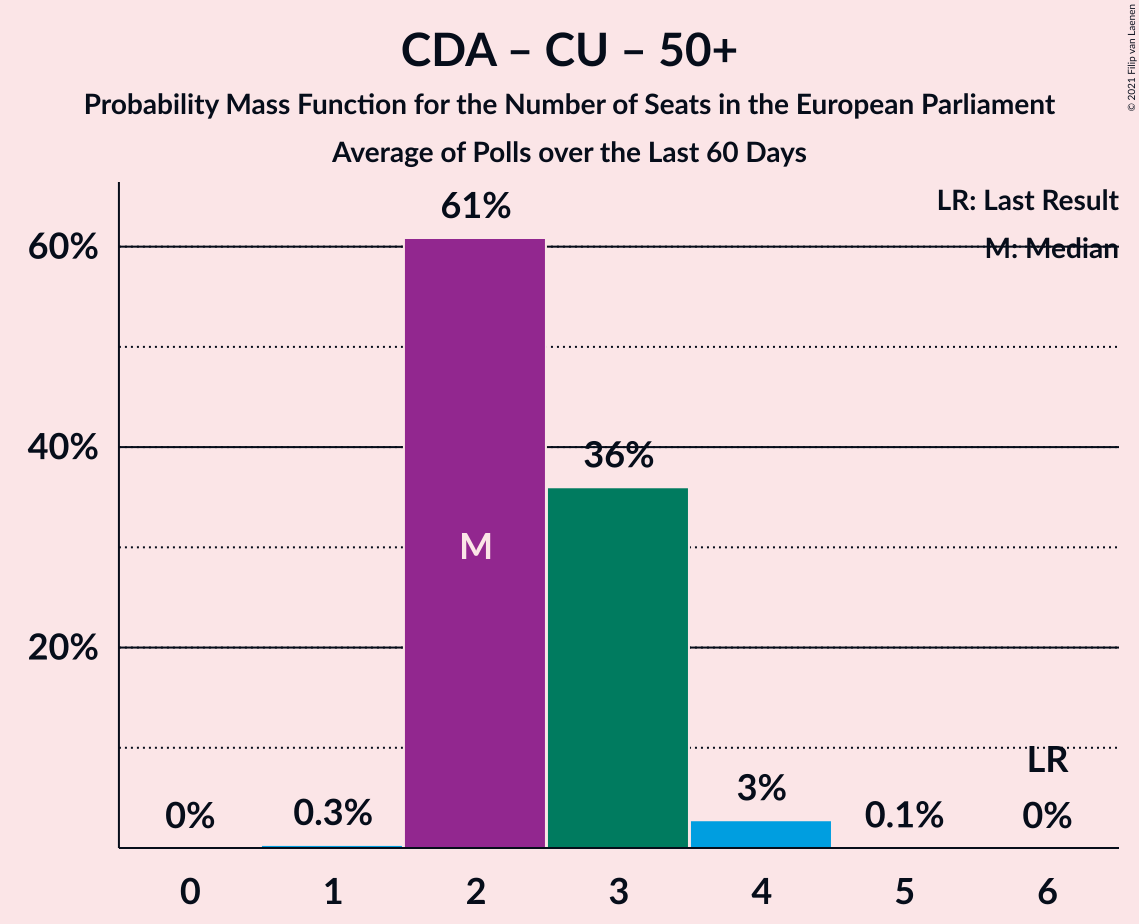 CDA – CU – 50+
Probability Mass Function for the Number of Seats in the European Parliament
Average of Polls over the Last 60 Days
© 2021 Filip van Laenen
LR: Last Result
M: Median
61%
60%
40%
36%
M
20%
LR
0%
0.3%
3%
0.1%
0%
0
1
2
3
4
5
6